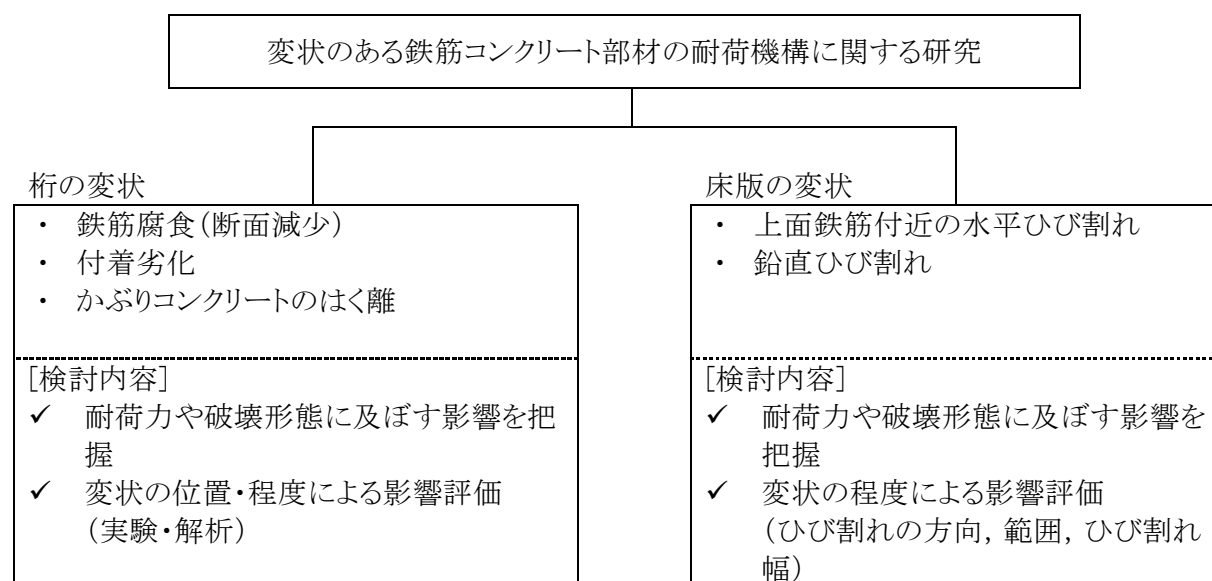 変状のある鉄筋コンクリート部材の耐荷機構に関する研究
桁の変状
・ 鉄筋腐食(断面減少)
・ 付着劣化
・ かぶりコンクリートのはく離
[検討内容]
✓ 耐荷力や破壊形態に及ぼす影響を把
握
✓ 変状の位置・程度による影響評価
(実験・解析)
床版の変状
・ 上面鉄筋付近の水平ひび割れ
・ 鉛直ひび割れ
[検討内容]
✓ 耐荷力や破壊形態に及ぼす影響を
把握
✓ 変状の程度による影響評価
(ひび割れの方向, 範囲, ひび割れ
幅)